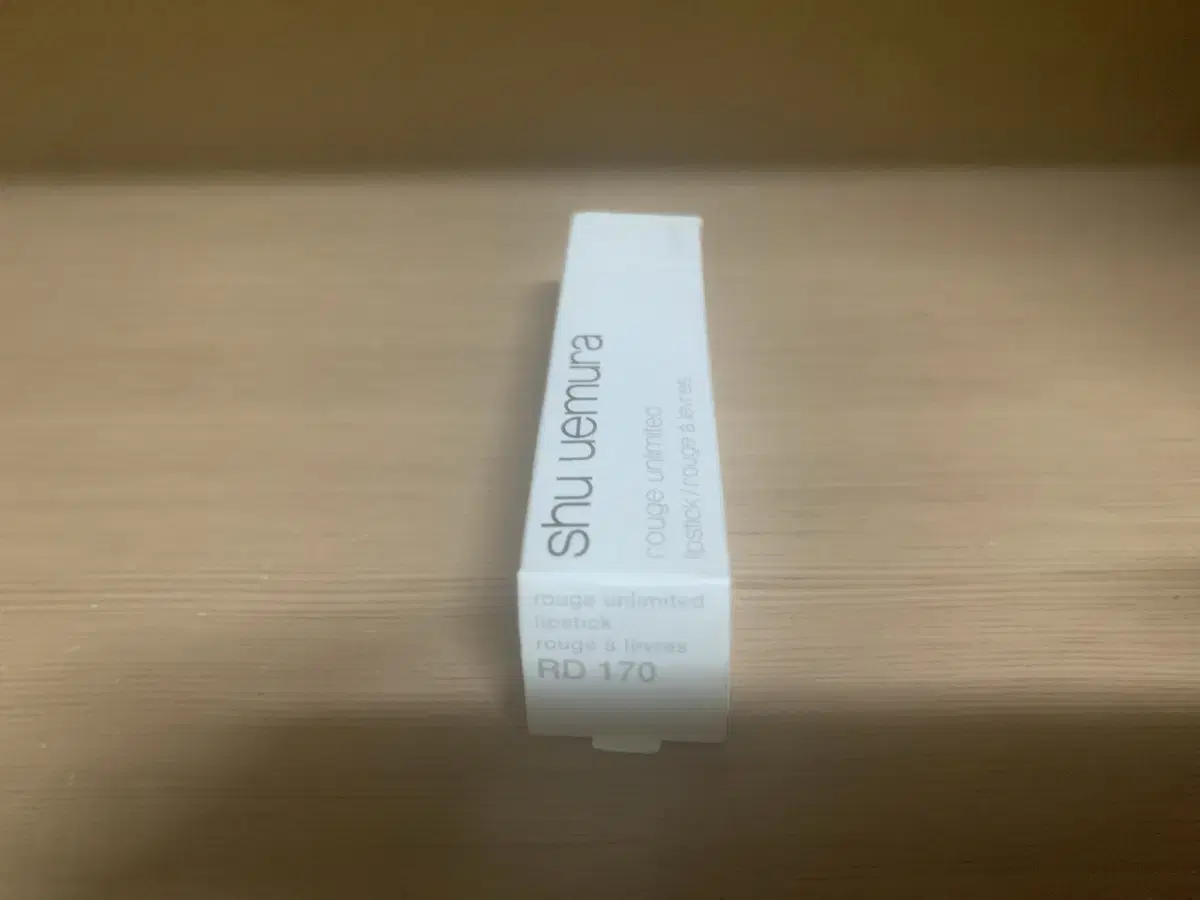 shu uemura
rouge unlimited
lipstick/rouge à lèvres
rouge unlimited
lipstick
rouge à lèvres
RD 170